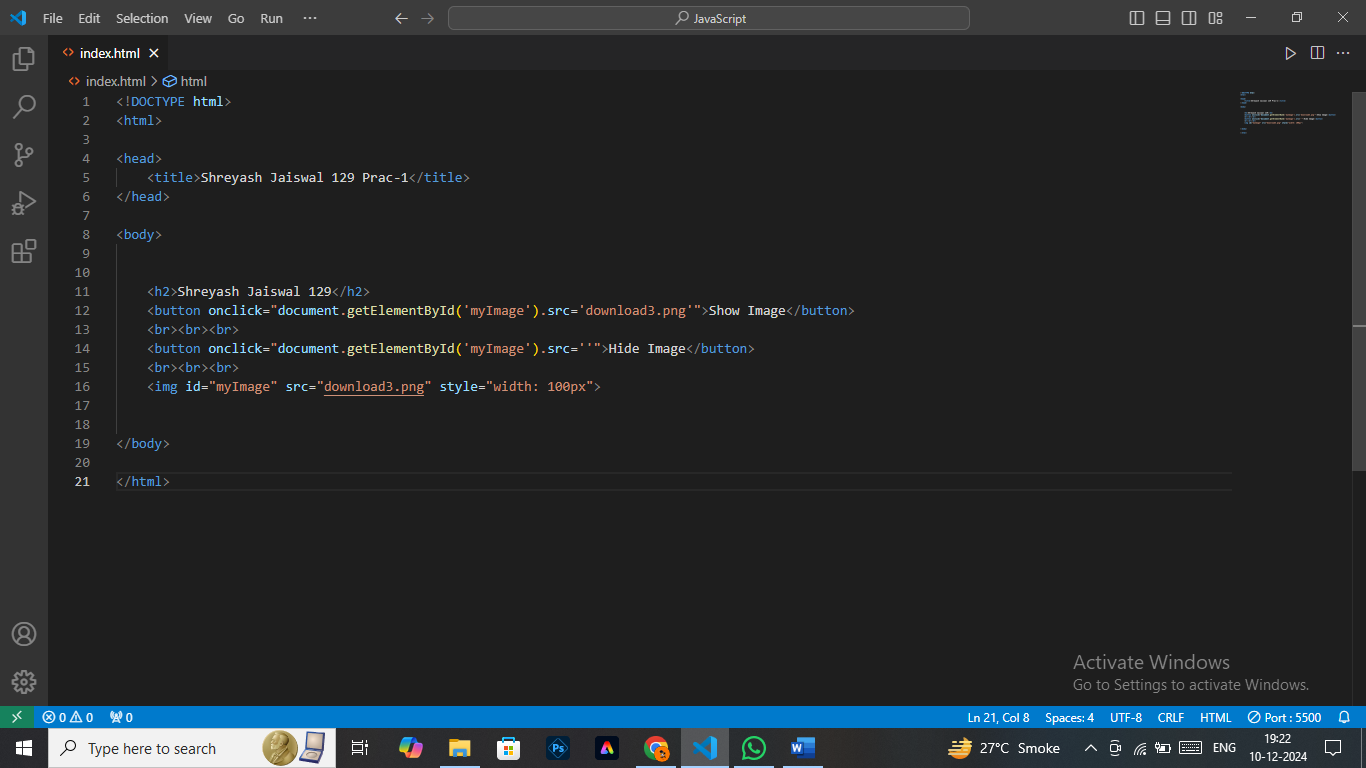 File Edit Selection View Go Run ···
JavaScript
index.html
index.html > html
1 <!DOCTYPE html>
2 <html>
3
4 <head>
5     <title>Shreyash Jaiswal 129 Prac-1</title>
6 </head>
7
8 <body>
9
10
11     <h2>Shreyash Jaiswal 129</h2>
12     <button onclick="document.getElementById('myImage').src='download3.png'">Show Image</button>
13     <br><br><br>
14     <button onclick="document.getElementById('myImage').src=''">Hide Image</button>
15     <br><br><br>
16     <img id="myImage" src="download3.png" style="width: 100px">
17
18
19 </body>
20
21 </html>
Activate Windows
Go to Settings to activate Windows.
0 0 0 Ln 21, Col 8 Spaces: 4 UTF-8 CRLF HTML Port : 5500
Type here to search Ps W 27°C Smoke ENG 19:22
10-12-2024